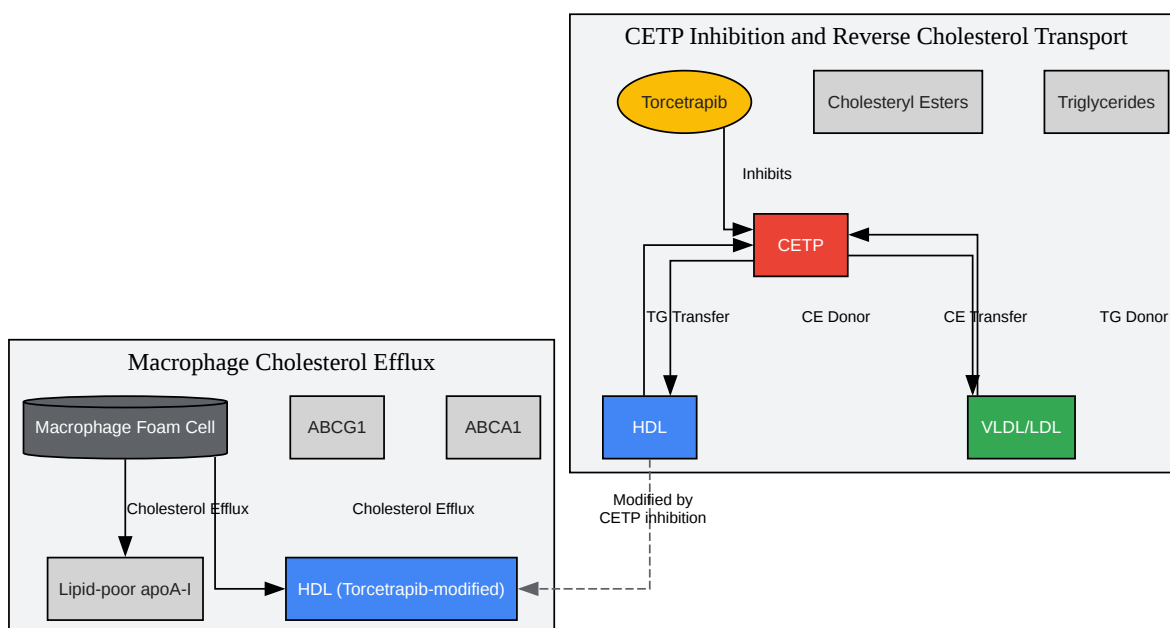 CETP Inhibition and Reverse Cholesterol Transport
Torcetrapib
Cholesteryl Esters
Triglycerides
Inhibits
CETP
TG Transfer
CE Donor
CE Transfer
TG Donor
HDL
VLDL/LDL
Modified by
CETP inhibition
Macrophage Cholesterol Efflux
Macrophage Foam Cell
ABCG1
ABCA1
Cholesterol Efflux
Cholesterol Efflux
Lipid-poor apoA-I
HDL (Torcetrapib-modified)